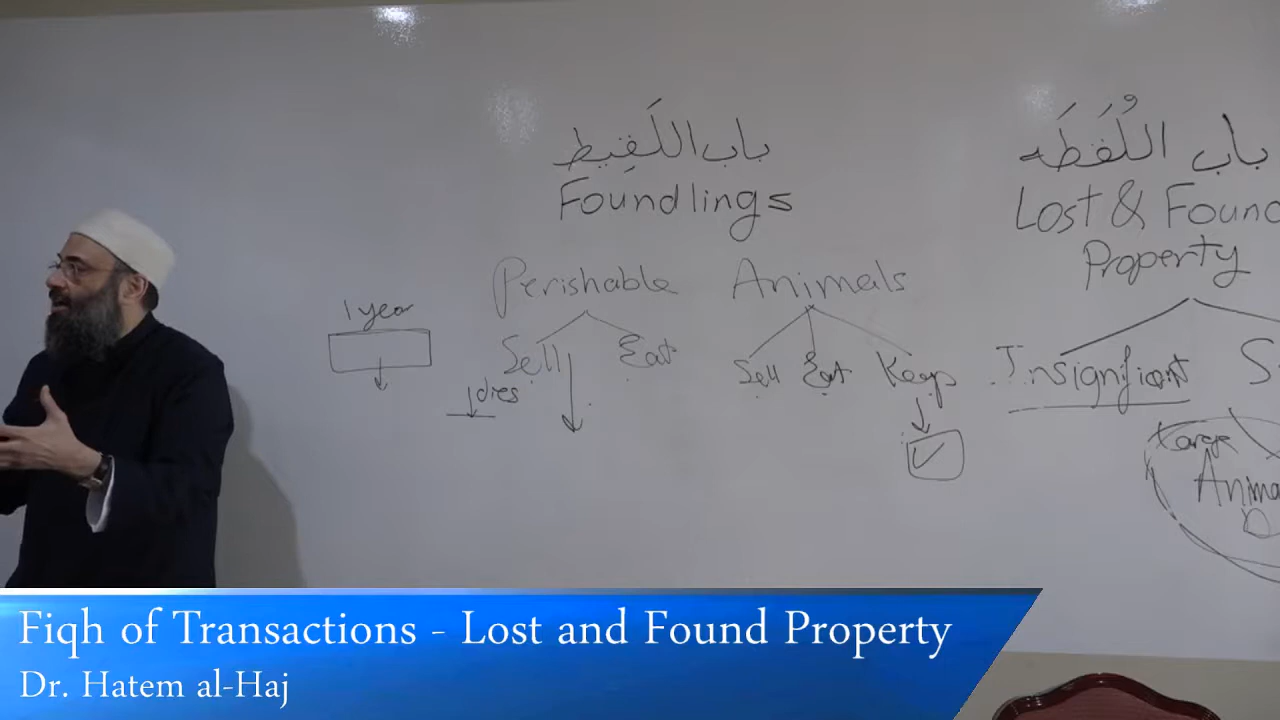 باب اللَقِيط
Foundlings
باب اللُقَطَه
Lost & Found
Property
Perishable
Animals
1 year
Sell Eat
dies
Sell Eat Keep
Insignificant
Large
Fiqh of Transactions - Lost and Found Property
Dr. Hatem al-Haj